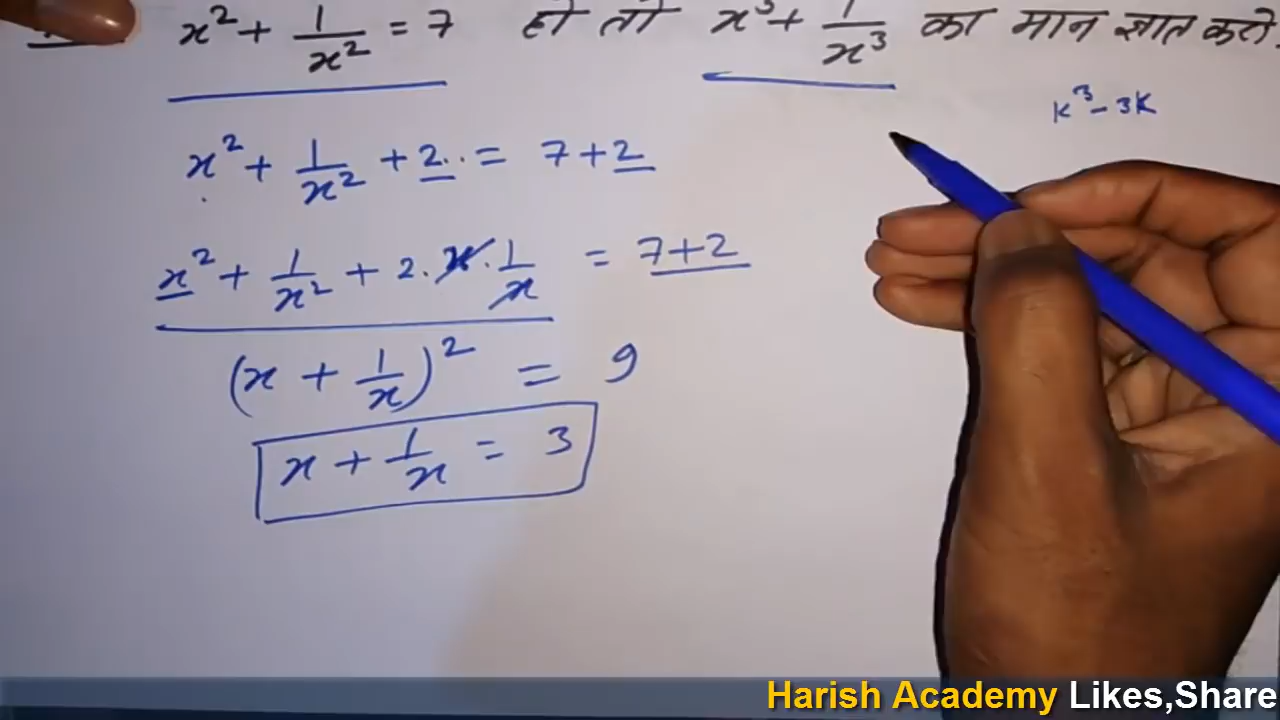 x² + 1/x² = 7 हो तो x³ + 1/x³ का मान ज्ञात करो.
k³ - 3k
x² + 1/x² + 2.. = 7 + 2
x² + 1/x² + 2 . x . 1/x = 7 + 2
(x + 1/x)² = 9
x + 1/x = 3
Harish Academy Likes,Share